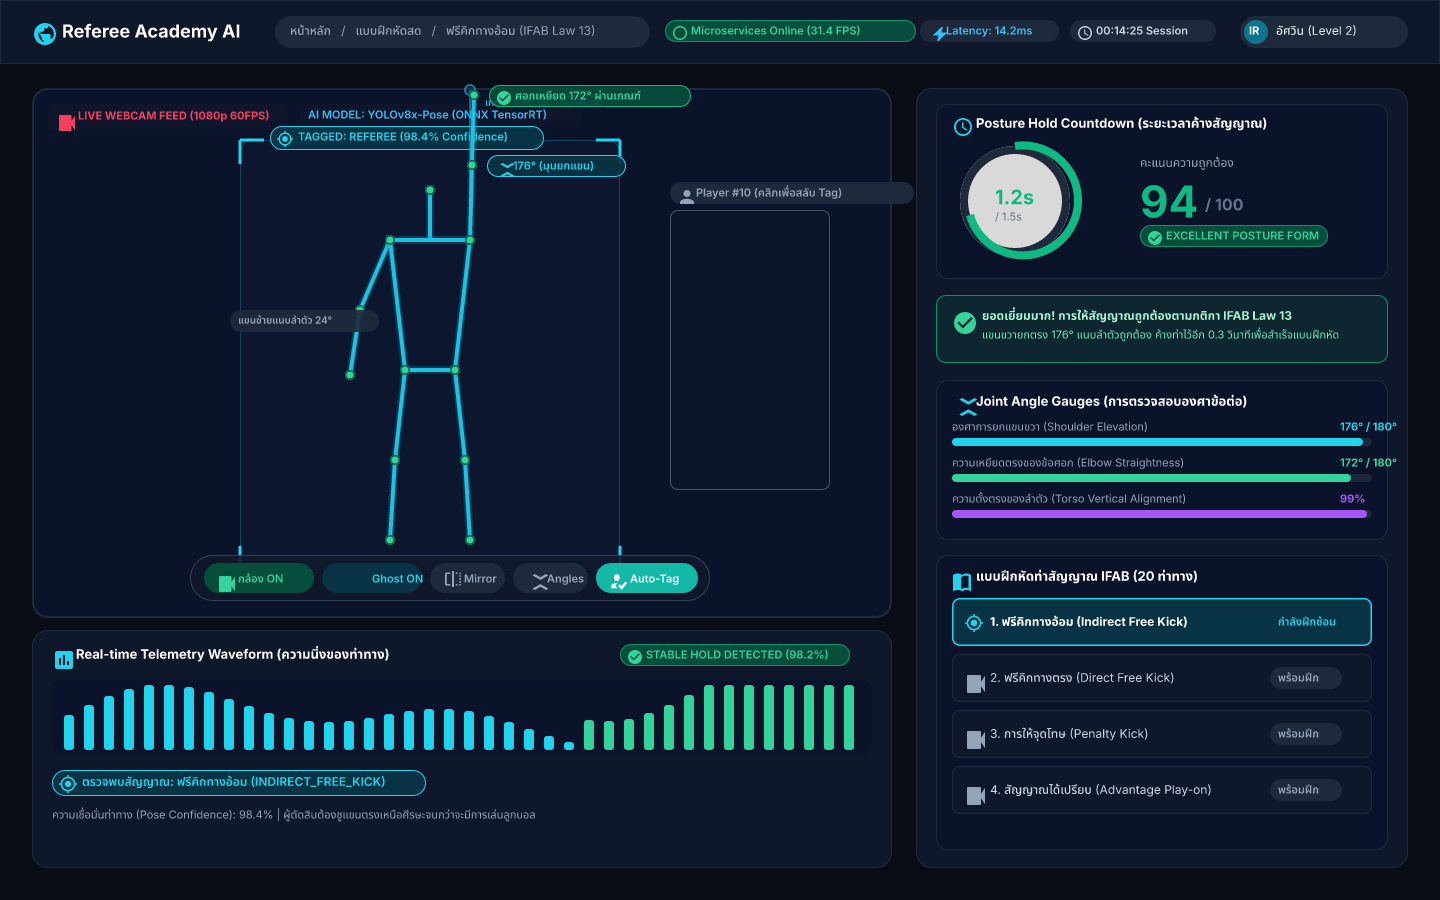 Referee Academy AI
หน้าหลัก / แบบฝึกหัดสด / ฟรีคิกทางอ้อม (IFAB Law 13)
Microservices Online (31.4 FPS)
Latency: 14.2ms
00:14:25 Session
IR
อัศวิน (Level 2)
ศอกเหยียด 172° ผ่านเกณฑ์
LIVE WEBCAM FEED (1080p 60FPS)
AI MODEL: YOLOv8x-Pose (ONNX TensorRT)
TAGGED: REFEREE (98.4% Confidence)
176° (มุมยกแขน)
Player #10 (คลิกเพื่อสลับ Tag)
แขนซ้ายแนบลำตัว 24°
กล้อง ON
Ghost ON
Mirror
Angles
Auto-Tag
Real-time Telemetry Waveform (ความนิ่งของท่าทาง)
STABLE HOLD DETECTED (98.2%)
ตรวจพบสัญญาณ: ฟรีคิกทางอ้อม (INDIRECT_FREE_KICK)
ความเชื่อมั่นท่าทาง (Pose Confidence): 98.4% | ผู้ตัดสินต้องชูแขนตรงเหนือศีรษะจนกว่าจะมีการเล่นลูกบอล
Posture Hold Countdown (ระยะเวลาค้างสัญญาณ)
1.2s
/ 1.5s
คะแนนความถูกต้อง
94 / 100
EXCELLENT POSTURE FORM
ยอดเยี่ยมมาก! การให้สัญญาณถูกต้องตามกติกา IFAB Law 13
แขนขวายกตรง 176° แนบลำตัวถูกต้อง ค้างท่าไว้อีก 0.3 วินาทีเพื่อสำเร็จแบบฝึกหัด
Joint Angle Gauges (การตรวจสอบองศาข้อต่อ)
องศาการยกแขนขวา (Shoulder Elevation) 176° / 180°
ความเหยียดตรงของข้อศอก (Elbow Straightness) 172° / 180°
ความตั้งตรงของลำตัว (Torso Vertical Alignment) 99%
แบบฝึกหัดท่าสัญญาณ IFAB (20 ท่าทาง)
1. ฟรีคิกทางอ้อม (Indirect Free Kick) กำลังฝึกซ้อม
2. ฟรีคิกทางตรง (Direct Free Kick) พร้อมฝึก
3. การให้จุดโทษ (Penalty Kick) พร้อมฝึก
4. สัญญาณได้เปรียบ (Advantage Play-on) พร้อมฝึก